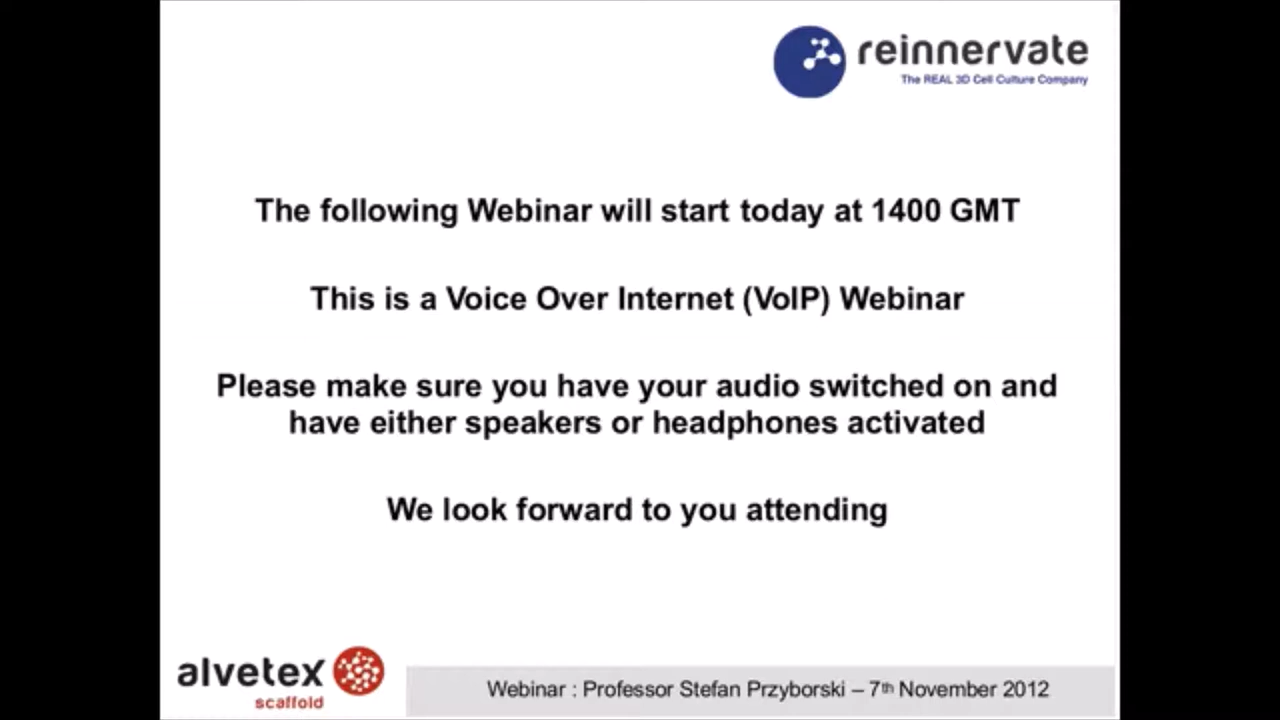 reinnervate
The REAL 3D Cell Culture Company
The following Webinar will start today at 1400 GMT
This is a Voice Over Internet (VoIP) Webinar
Please make sure you have your audio switched on and
have either speakers or headphones activated
We look forward to you attending
alvetex
scaffold
Webinar : Professor Stefan Przyborski – 7th November 2012